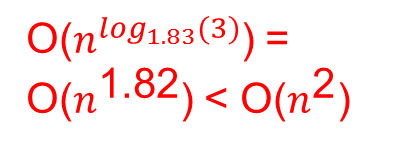 O(n^{log_{1.83}(3)}) =
O(n^{1.82}) < O(n^2)